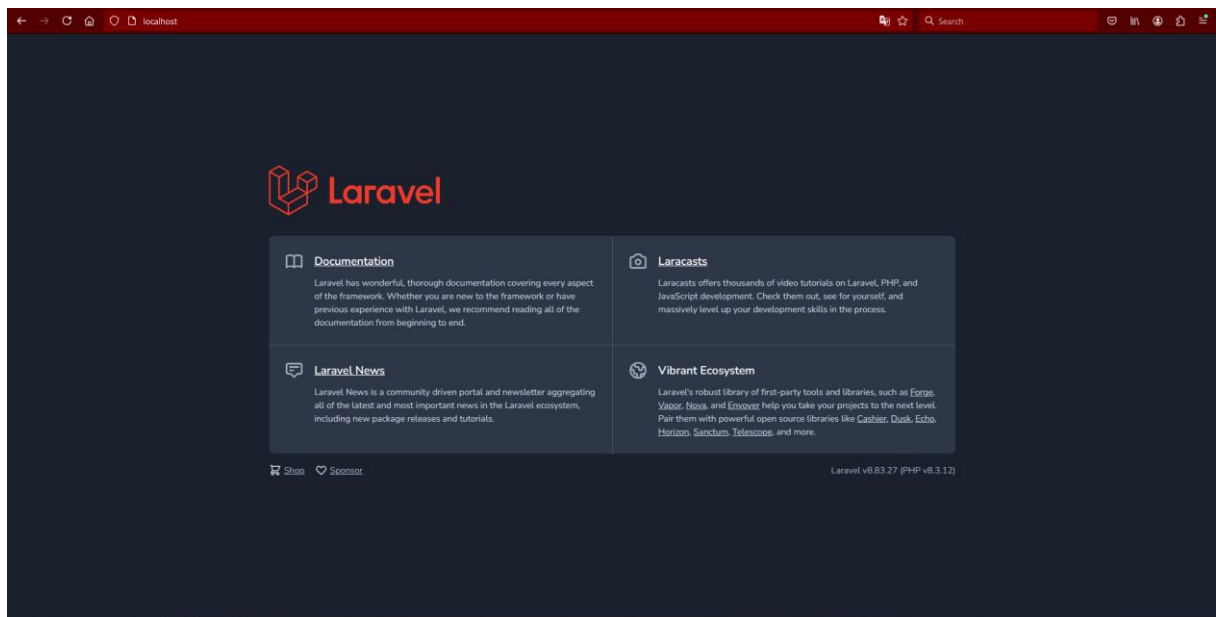 localhost
Search
Laravel
Documentation
Laravel has wonderful, thorough documentation covering every aspect
of the framework. Whether you are new to the framework or have
previous experience with Laravel, we recommend reading all of the
documentation from beginning to end.
Laracasts
Laracasts offers thousands of video tutorials on Laravel, PHP, and
JavaScript development. Check them out, see for yourself, and
massively level up your development skills in the process.
Laravel News
Laravel News is a community driven portal and newsletter aggregating
all of the latest and most important news in the Laravel ecosystem,
including new package releases and tutorials.
Vibrant Ecosystem
Laravel's robust library of first-party tools and libraries, such as Forge,
Vapor, Nova, and Envoyer help you take your projects to the next level.
Pair them with powerful open source libraries like Cashier, Dusk, Echo,
Horizon, Sanctum, Telescope, and more.
Shop Sponsor
Laravel v8.83.27 (PHP v8.3.12)